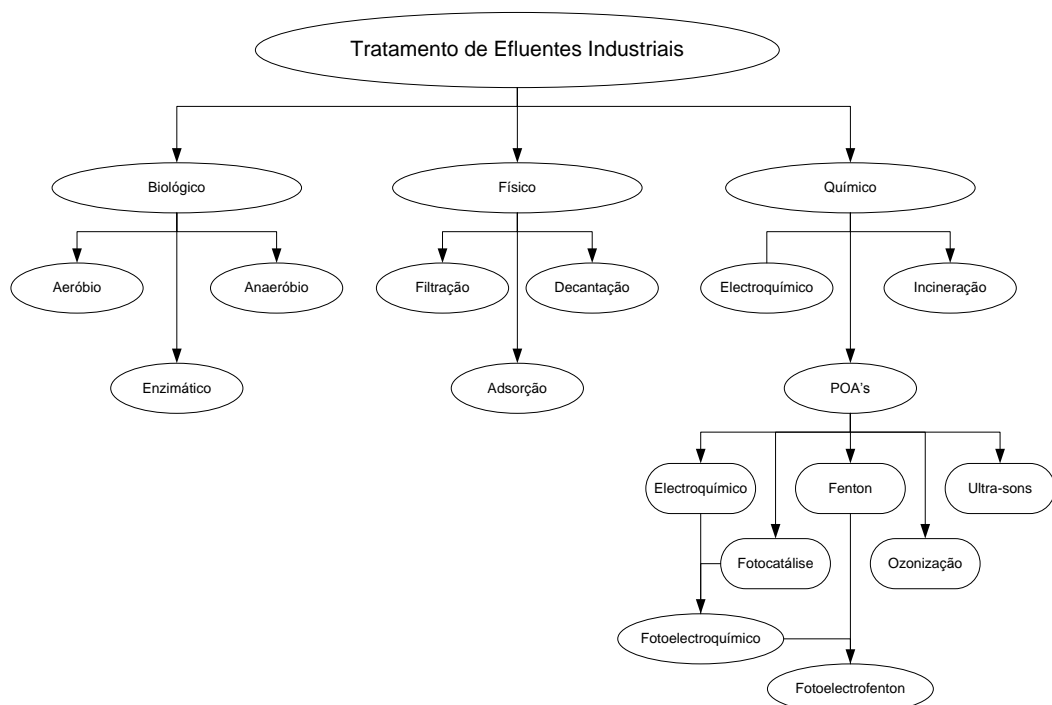 Tratamento de Efluentes Industriais
Biológico
Físico
Químico
Aeróbio
Anaeróbio
Filtração
Decantação
Electroquímico
Incineração
Enzimático
Adsorção
POA's
Electroquímico
Fenton
Ultra-sons
Fotocatálise
Ozonização
Fotoelectroquímico
Fotoelectrofenton